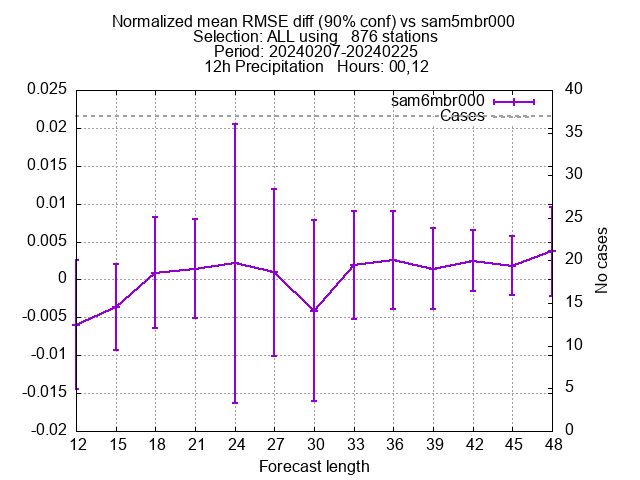 Normalized mean RMSE diff (90% conf) vs sam5mbr000
Selection: ALL using   876 stations
Period: 20240207-20240225
12h Precipitation   Hours: 00,12
sam6mbr000
Cases
0.025
0.02
0.015
0.01
0.005
0
-0.005
-0.01
-0.015
-0.02
40
35
30
25
20
15
10
5
0
No cases
12 15 18 21 24 27 30 33 36 39 42 45 48
Forecast length